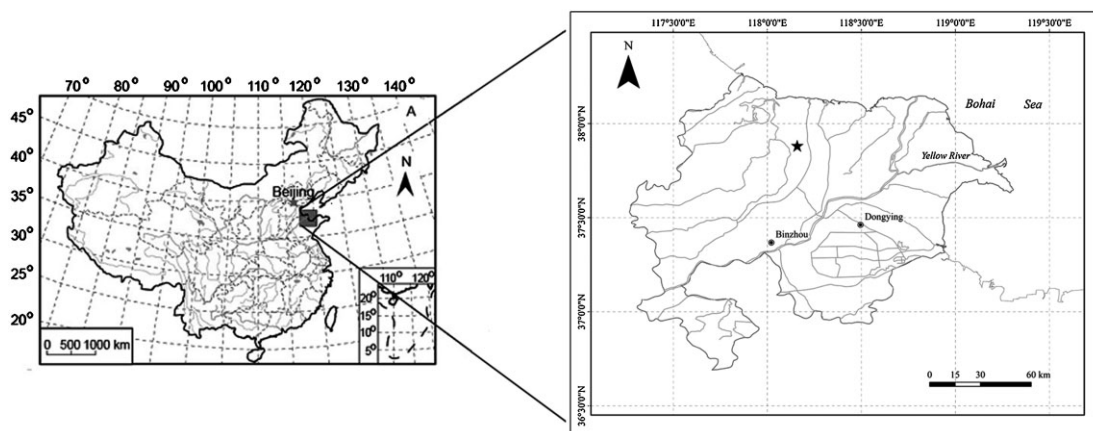 70° 80° 90° 100° 110° 120° 130° 140°
A
45°
40°
35°
30°
25°
20°
N
Beijing
110° 120°
20°
15°
10°
5°
0 500 1000 km
117°30'0"E 118°0'0"E 118°30'0"E 119°0'0"E 119°30'0"E
N
Bohai Sea
38°0'0"N
Yellow River
37°30'0"N
Dongying
Binzhou
37°0'0"N
0 15 30 60 km
36°30'0"N